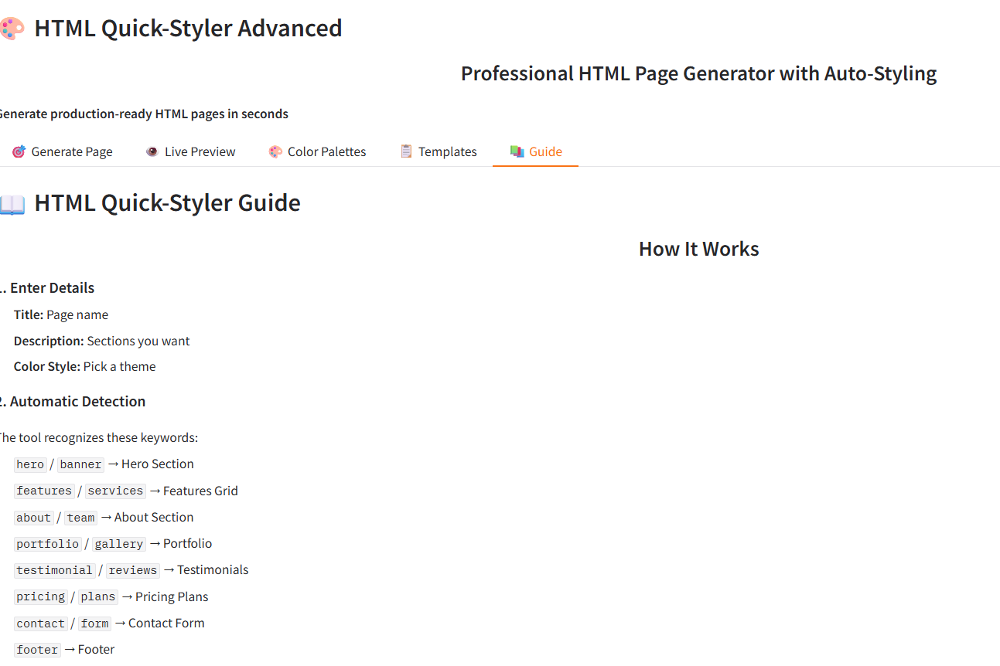 HTML Quick-Styler Advanced
Professional HTML Page Generator with Auto-Styling
Generate production-ready HTML pages in seconds
Generate Page Live Preview Color Palettes Templates Guide
HTML Quick-Styler Guide
How It Works
1. Enter Details
Title: Page name
Description: Sections you want
Color Style: Pick a theme
2. Automatic Detection
The tool recognizes these keywords:
hero / banner → Hero Section
features / services → Features Grid
about / team → About Section
portfolio / gallery → Portfolio
testimonial / reviews → Testimonials
pricing / plans → Pricing Plans
contact / form → Contact Form
footer → Footer